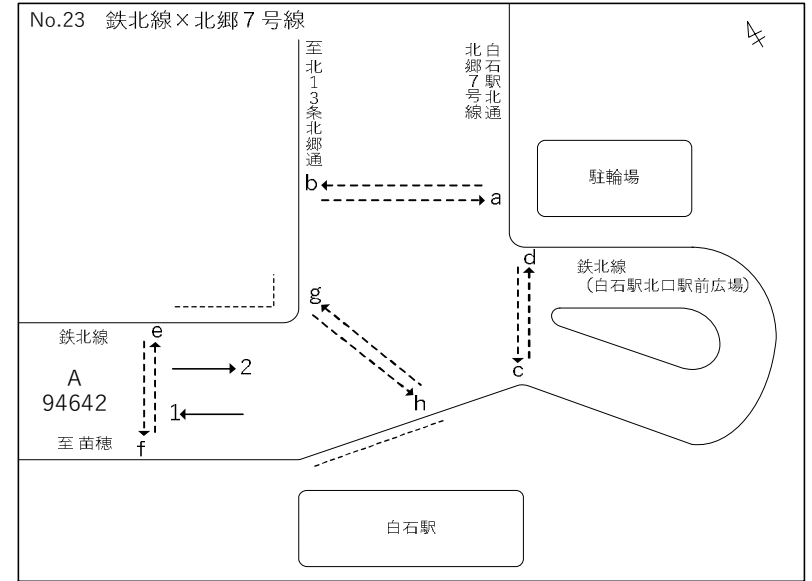 No.23 鉄北線×北郷7号線
至 北13条北郷通
白石駅北通
北郷7号線
駐輪場
b
a
d
鉄北線
（白石駅北口駅前広場）
g
鉄北線
e
2
c
A
94642
1
h
至 苗穂
f
白石駅